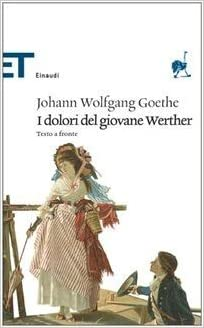 ET
Einaudi
Johann Wolfgang Goethe
I dolori del giovane Werther
Testo a fronte